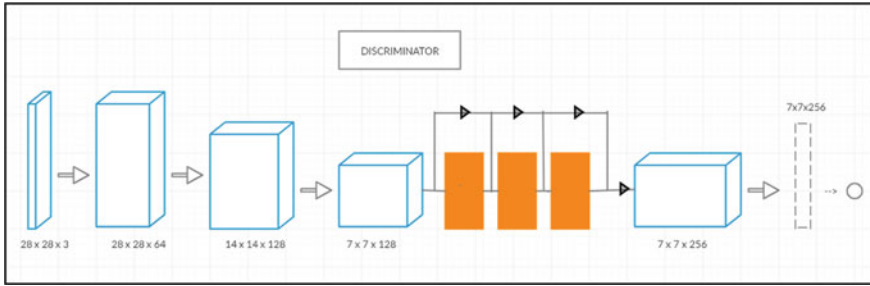 DISCRIMINATOR
7x7x256
28 x 28 x 3
28 x 28 x 64
14 x 14 x 128
7 x 7 x 128
7 x 7 x 256